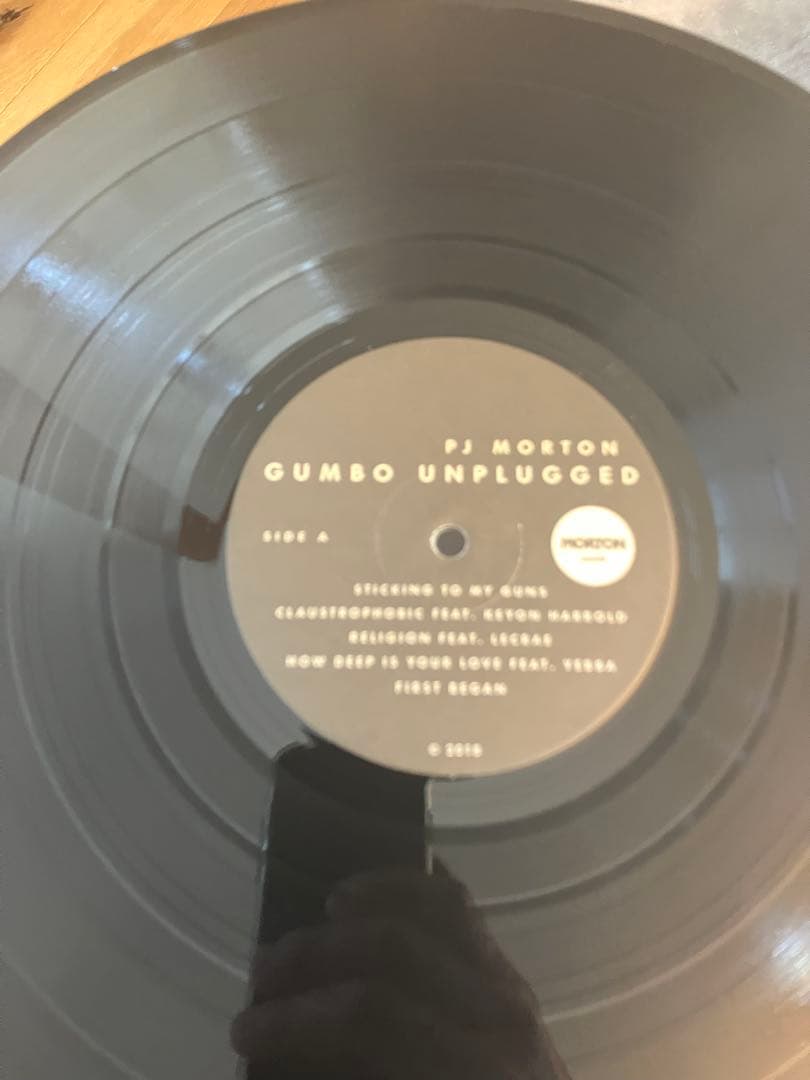 PJ MORTON
GUMBO UNPLUGGED
SIDE A
MORTON
STICKING TO MY GUNS
CLAUSTROPHOBIC FEAT. KEYON HARROLD
RELIGION FEAT. LECRAE
HOW DEEP IS YOUR LOVE FEAT. YEBBA
FIRST BEGAN
© 2018